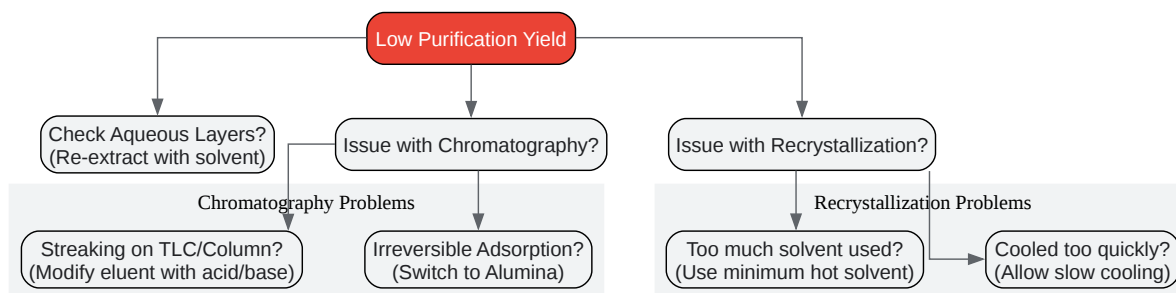 Low Purification Yield
Check Aqueous Layers?
(Re-extract with solvent)
Issue with Chromatography?
Issue with Recrystallization?
Chromatography Problems
Recrystallization Problems
Streaking on TLC/Column?
(Modify eluent with acid/base)
Irreversible Adsorption?
(Switch to Alumina)
Too much solvent used?
(Use minimum hot solvent)
Cooled too quickly?
(Allow slow cooling)